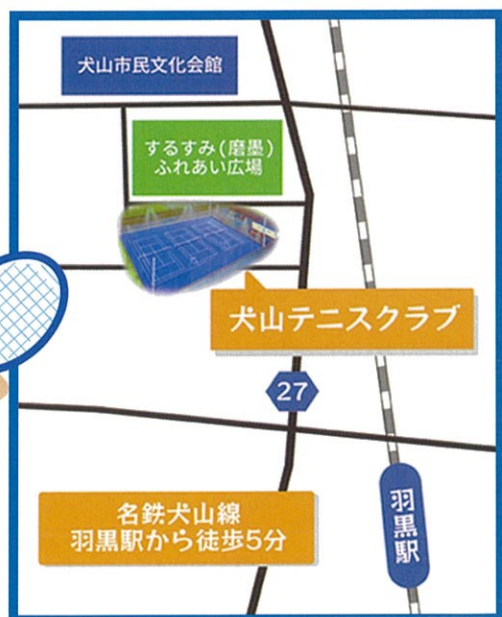 犬山市民文化会館
するすみ(磨墨)
ふれあい広場
犬山テニスクラブ
27
名鉄犬山線
羽黒駅から徒歩5分
羽黒駅